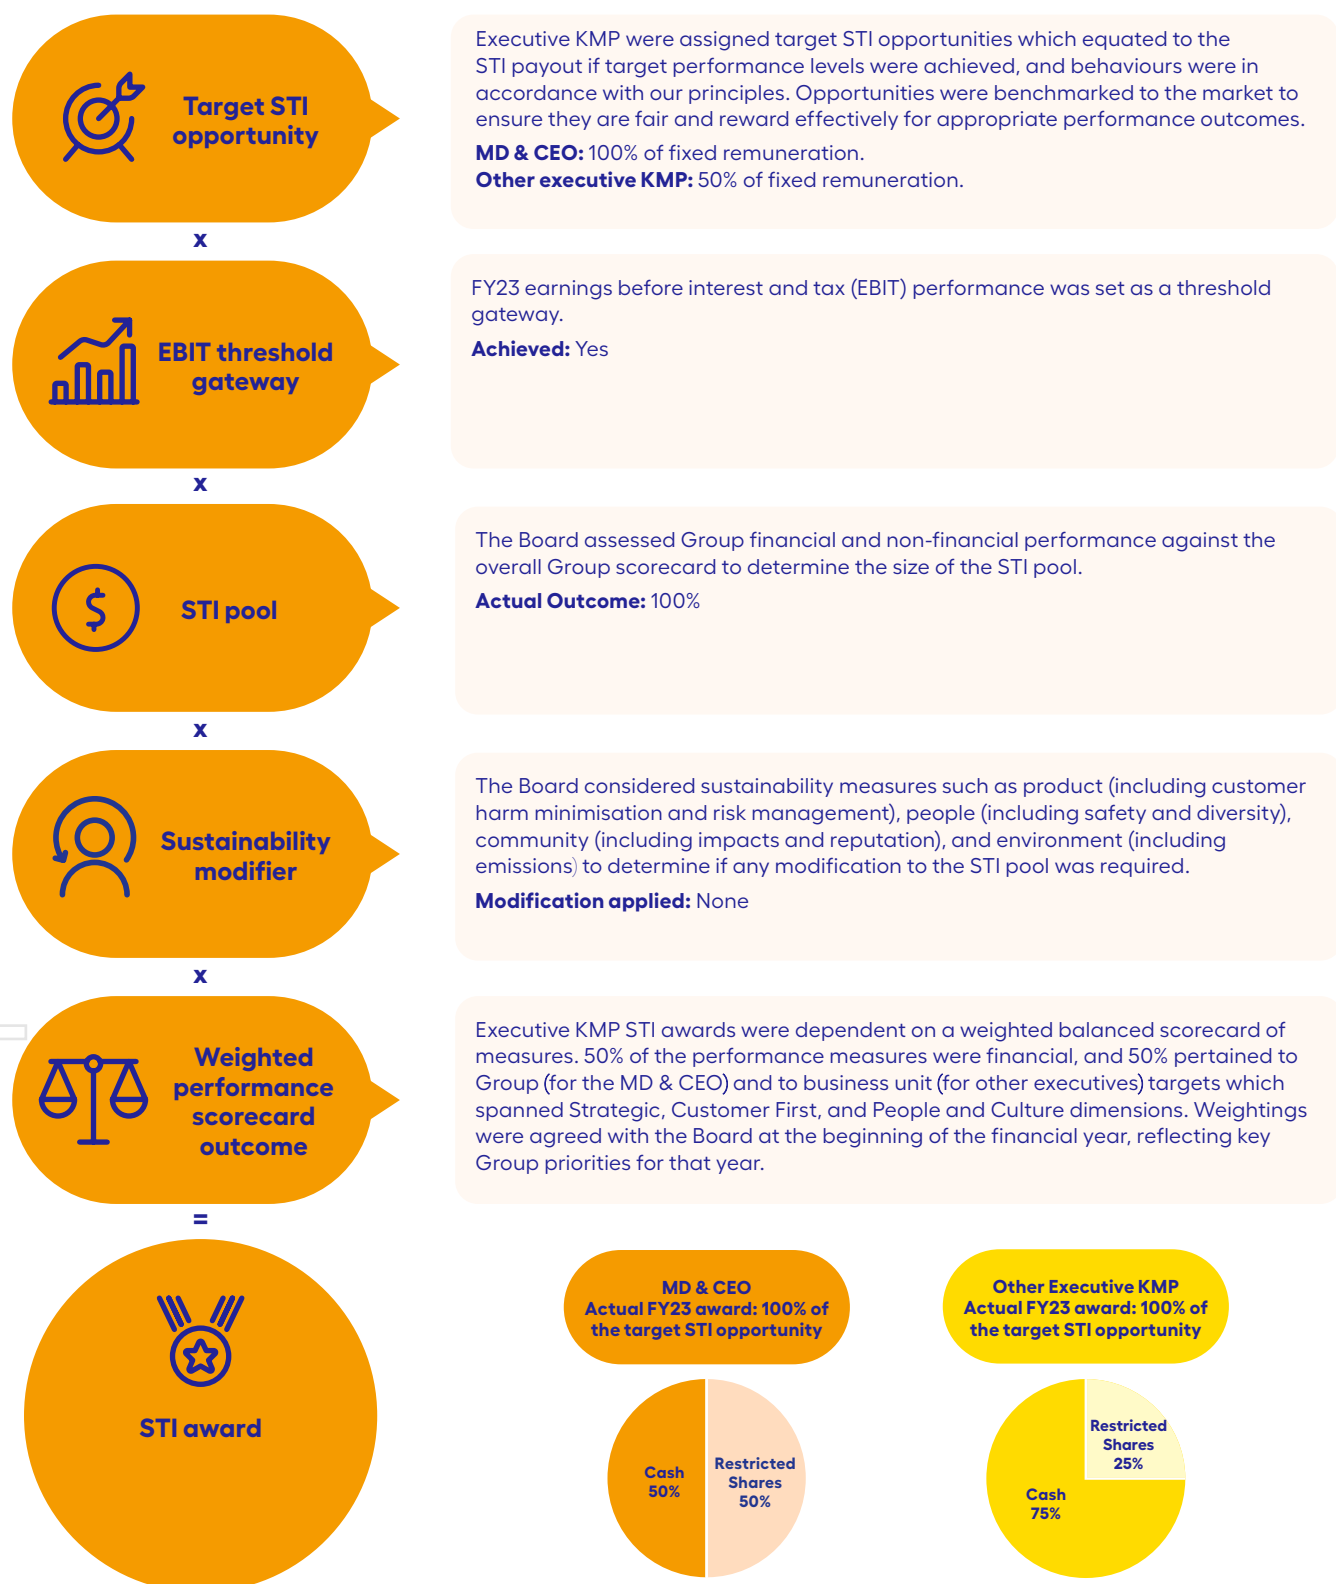 Target STI
opportunity
Executive KMP were assigned target STI opportunities which equated to the
STI payout if target performance levels were achieved, and behaviours were in
accordance with our principles. Opportunities were benchmarked to the market to
ensure they are fair and reward effectively for appropriate performance outcomes.
MD & CEO: 100% of fixed remuneration.
Other executive KMP: 50% of fixed remuneration.
x
EBIT threshold
gateway
FY23 earnings before interest and tax (EBIT) performance was set as a threshold
gateway.
Achieved: Yes
x
$
STI pool
The Board assessed Group financial and non-financial performance against the
overall Group scorecard to determine the size of the STI pool.
Actual Outcome: 100%
x
Sustainability
modifier
The Board considered sustainability measures such as product (including customer
harm minimisation and risk management), people (including safety and diversity),
community (including impacts and reputation), and environment (including
emissions) to determine if any modification to the STI pool was required.
Modification applied: None
x
Weighted
performance
scorecard
outcome
Executive KMP STI awards were dependent on a weighted balanced scorecard of
measures. 50% of the performance measures were financial, and 50% pertained to
Group (for the MD & CEO) and to business unit (for other executives) targets which
spanned Strategic, Customer First, and People and Culture dimensions. Weightings
were agreed with the Board at the beginning of the financial year, reflecting key
Group priorities for that year.
=
STI award
MD & CEO
Actual FY23 award: 100% of
the target STI opportunity
Cash
50%
Restricted
Shares
50%
Other Executive KMP
Actual FY23 award: 100% of
the target STI opportunity
Restricted
Shares
25%
Cash
75%